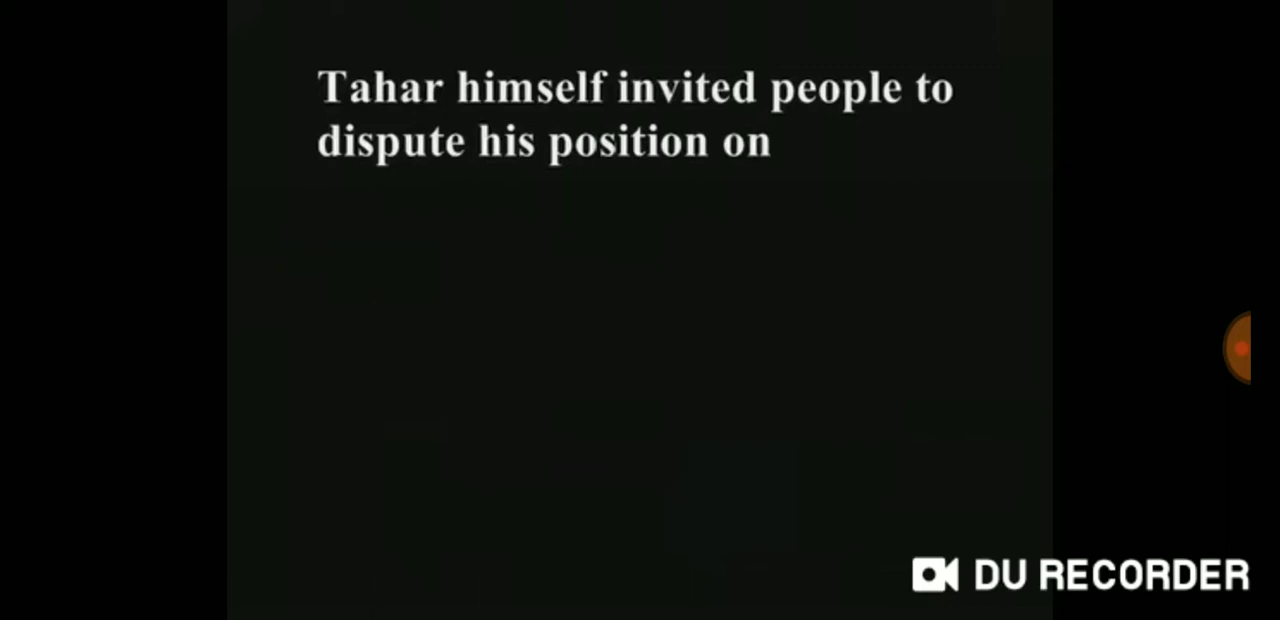 Tahar himself invited people to
dispute his position on
DU RECORDER